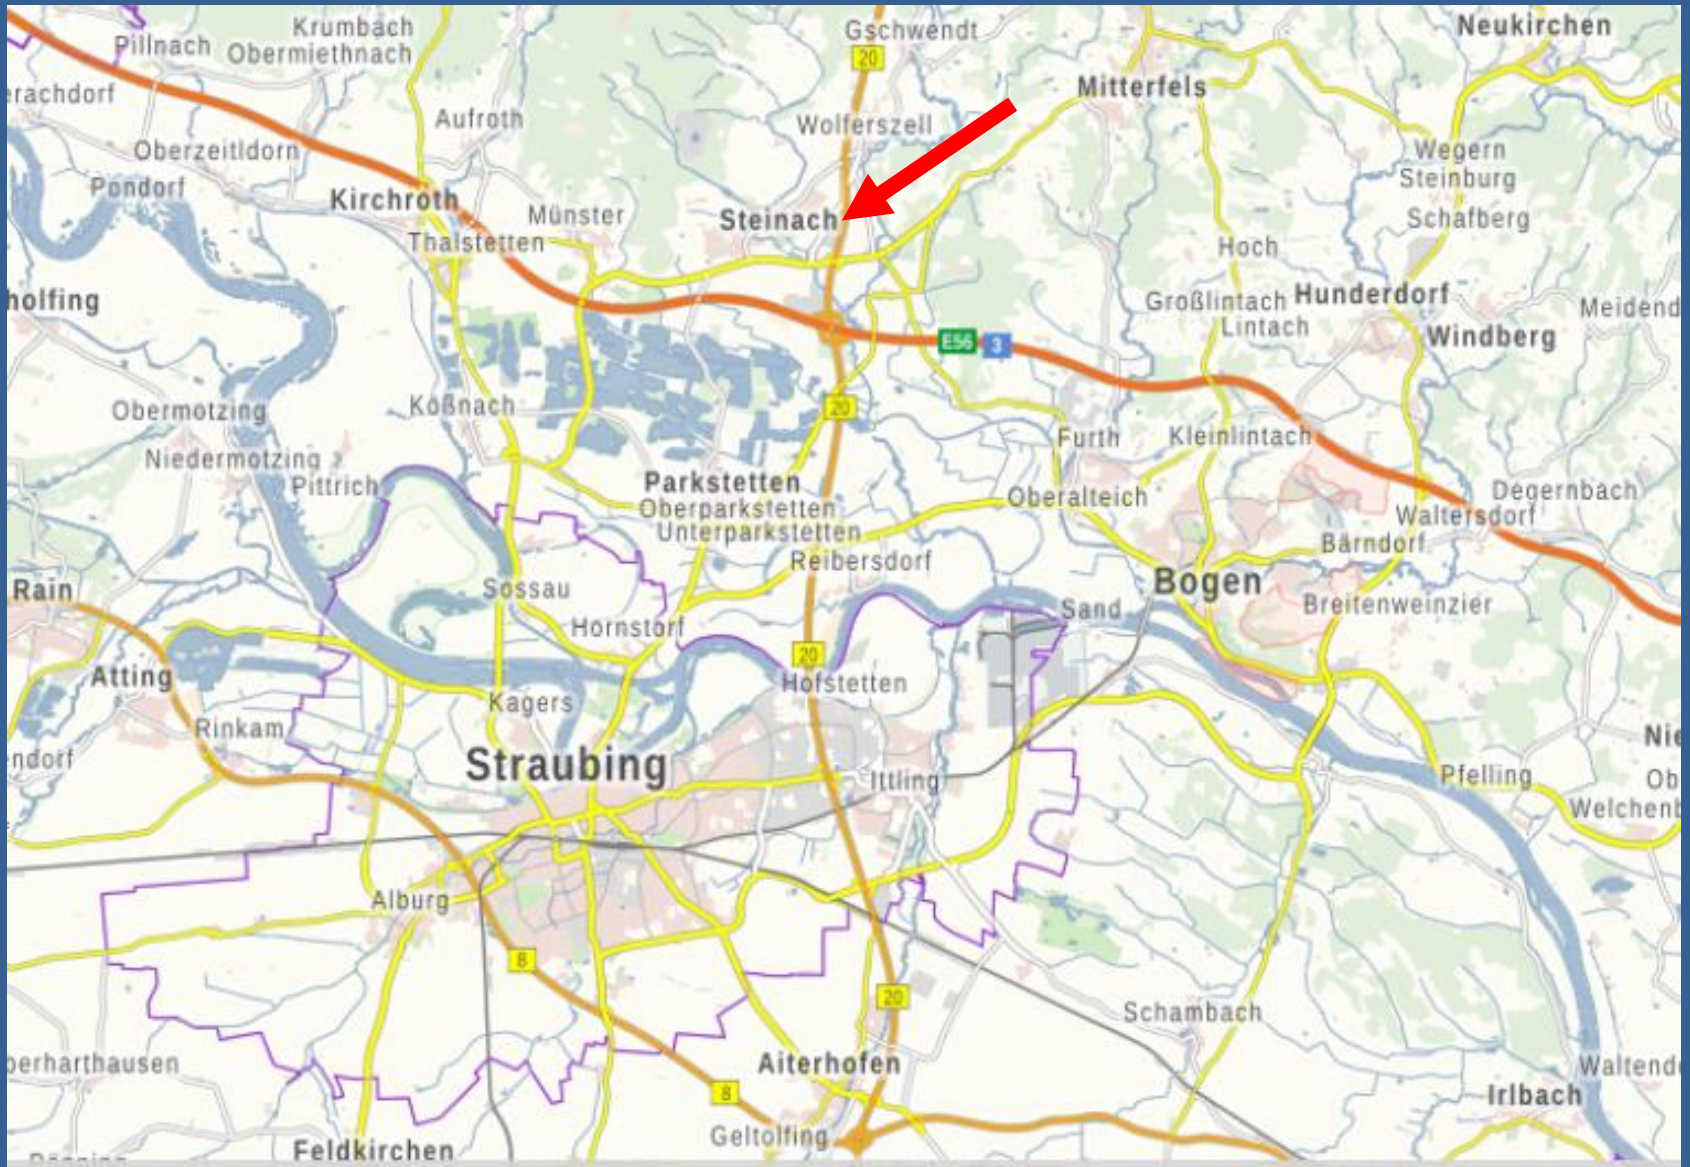 Krumbach
Obermiethnach
Pillnach
Gschwendt
Neukirchen
20
Mitterfels
Aufroth
Wolferszell
Oberzeitldorn
Wegern
Steinburg
Pondorf
Kirchroth
Münster
Steinach
Schafberg
Thalstetten
Hoch
Großlintach
Hunderdorf
Lintach
Windberg
E56
3
Obermotzing
Kößnach
20
Furth
Kleinlintach
Niedermotzing
Pittrich
Parkstetten
Oberparkstetten
Unterparkstetten
Oberalteich
Degernbach
Waltersdorf
Bärndorf
Reibersdorf
Rain
Sossau
Bogen
Sand
Breitenweinzier
Hornstorf
20
Atting
Hofstetten
Kagers
Rinkam
Straubing
Ittling
Pfelling
Alburg
8
20
Schambach
Aiterhofen
8
Irlbach
Geltolfing
Feldkirchen